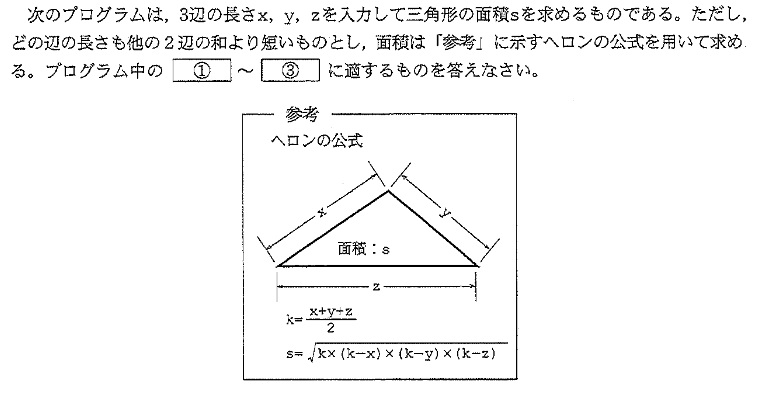 次のプログラムは,3辺の長さx,y,zを入力して三角形の面積sを求めるものである。ただし,
どの辺の長さも他の2辺の和より短いものとし,面積は「参考」に示すヘロンの公式を用いて求め
る。プログラム中の ① ~ ③ に適するものを答えなさい。
参考
ヘロンの公式
x
y
面積:s
z
k=x+y+z/2
s=√k×(k-x)×(k-y)×(k-z)